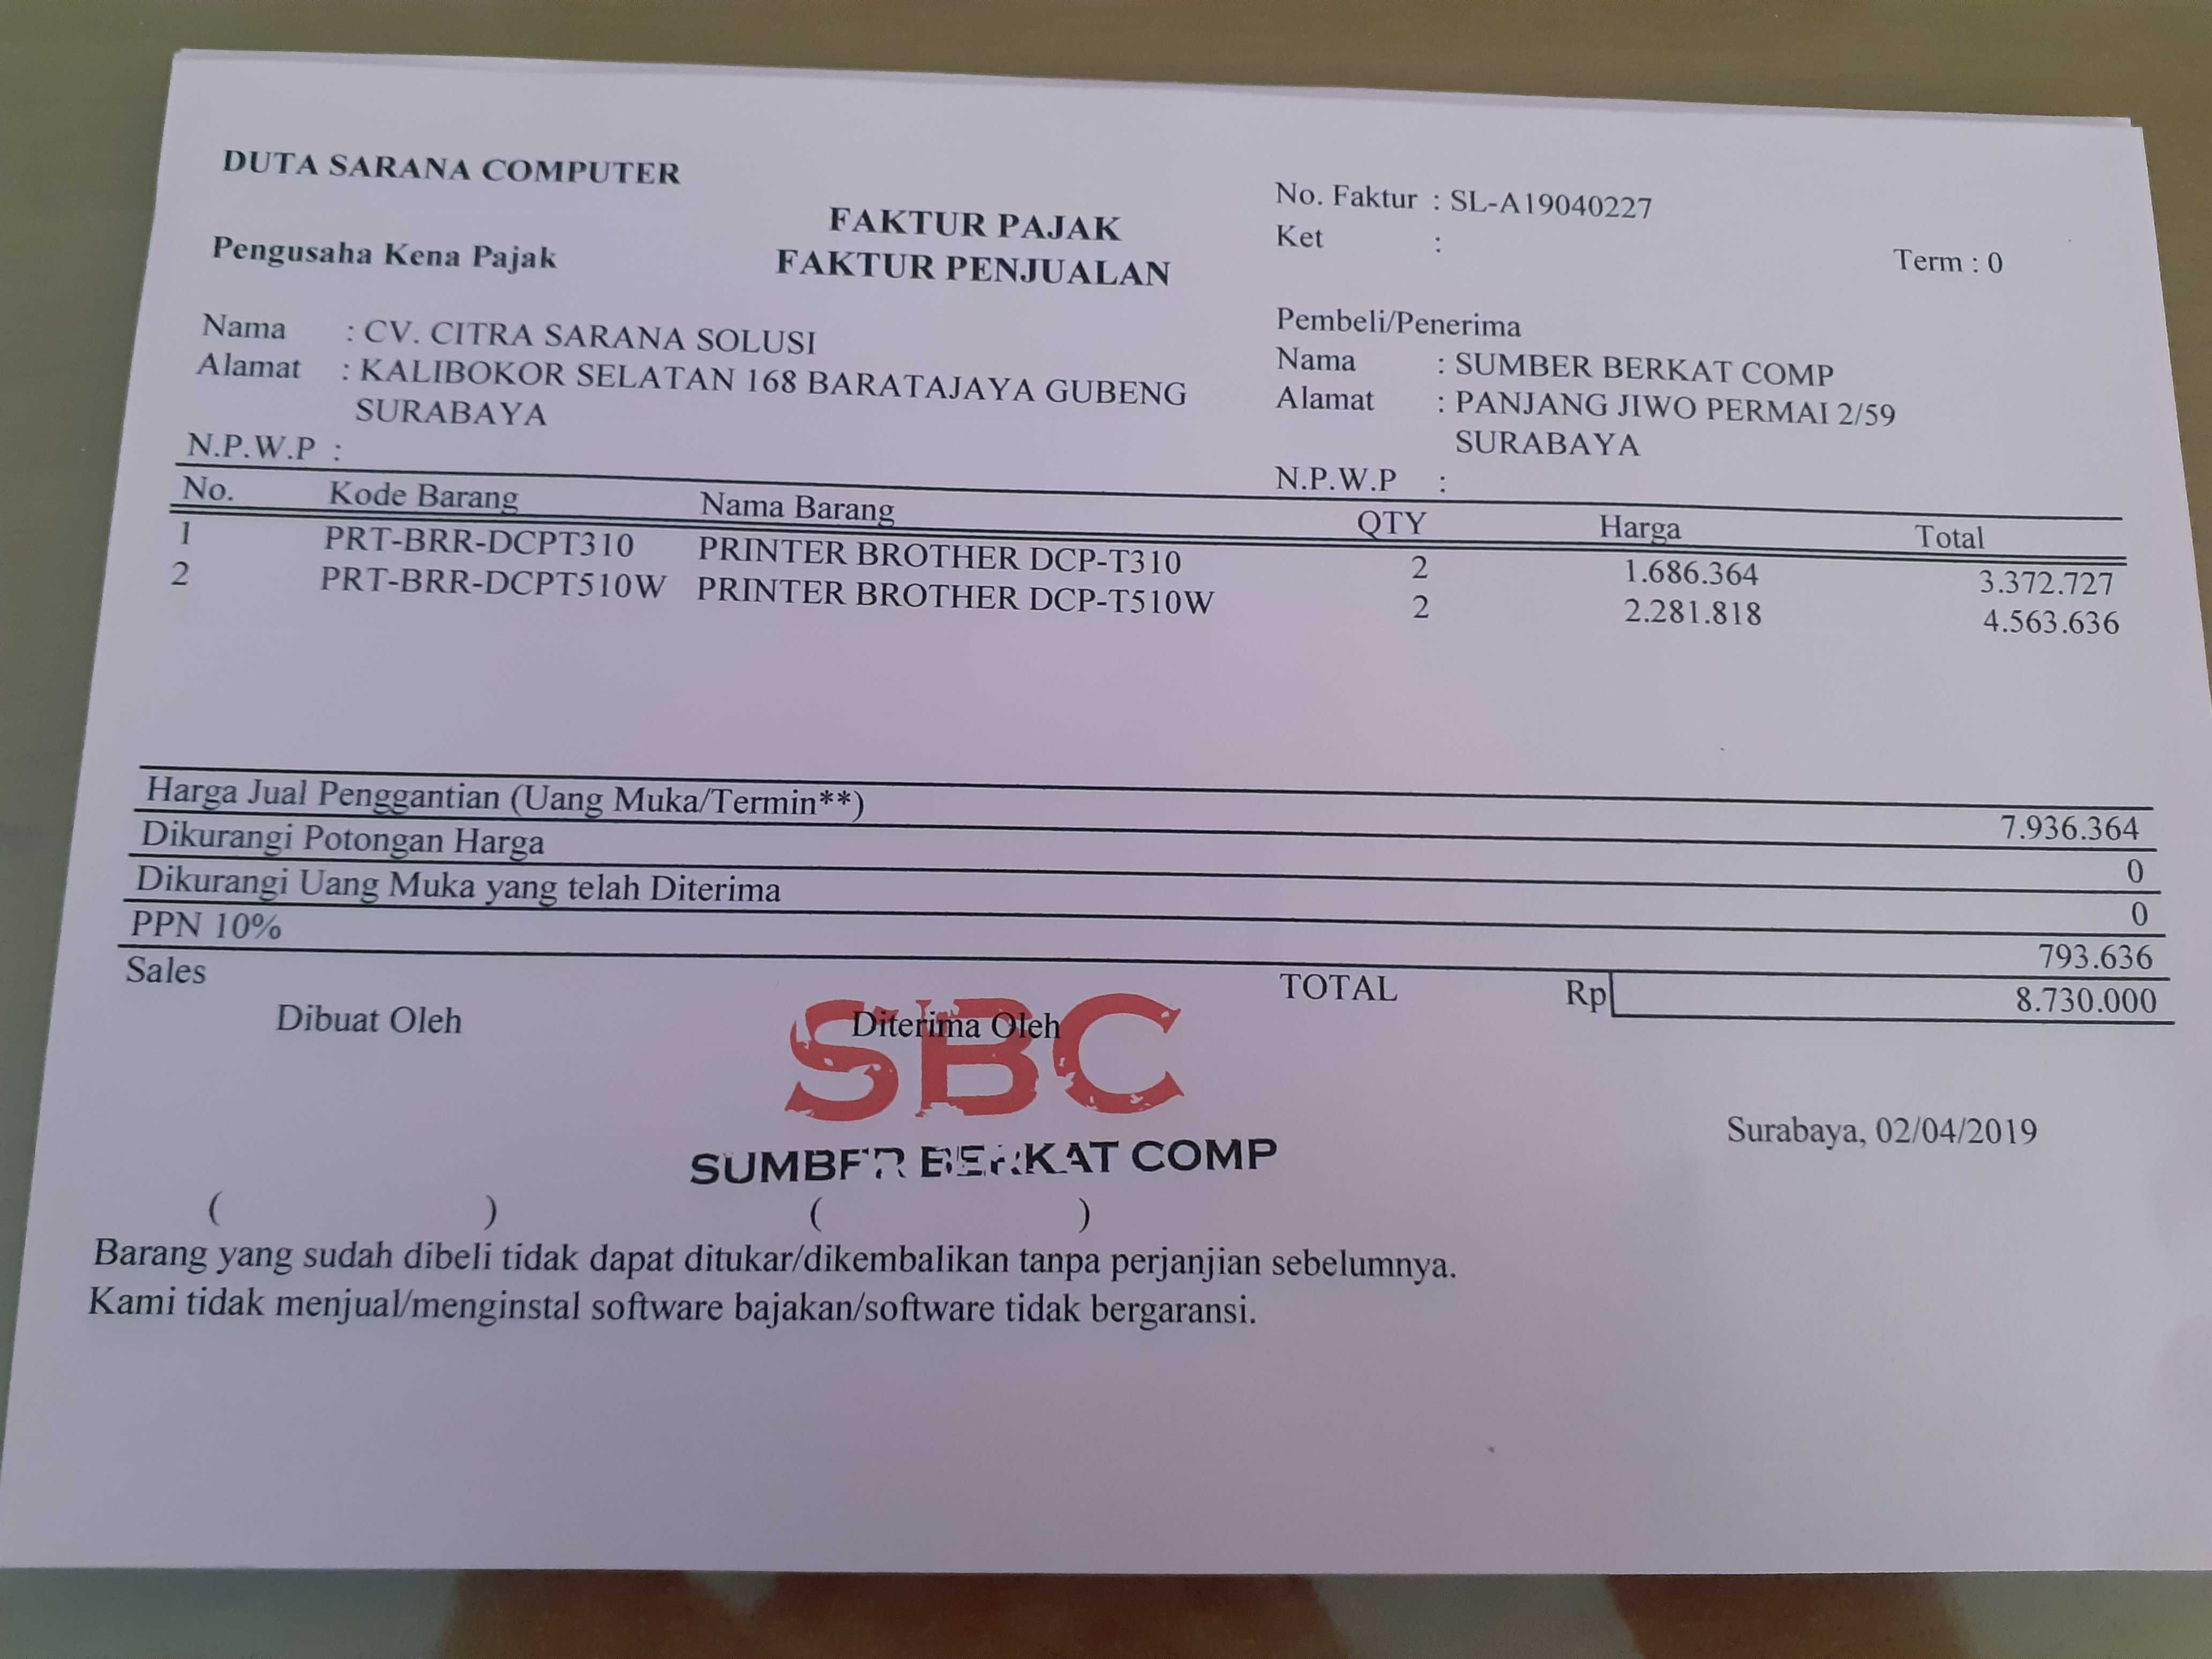 DUTA SARANA COMPUTER
FAKTUR PAJAK
FAKTUR PENJUALAN
Pengusaha Kena Pajak
No. Faktur : SL-A19040227
Ket :
Term : 0
Nama : CV. CITRA SARANA SOLUSI
Alamat : KALIBOKOR SELATAN 168 BARATAJAYA GUBENG
SURABAYA
N.P.W.P :
Pembeli/Penerima
Nama : SUMBER BERKAT COMP
Alamat : PANJANG JIWO PERMAI 2/59
SURABAYA
N.P.W.P :
No. Kode Barang Nama Barang QTY Harga Total
1 PRT-BRR-DCPT310 PRINTER BROTHER DCP-T310 2 1.686.364 3.372.727
2 PRT-BRR-DCPT510W PRINTER BROTHER DCP-T510W 2 2.281.818 4.563.636
Harga Jual Penggantian (Uang Muka/Termin**) 7.936.364
Dikurangi Potongan Harga 0
Dikurangi Uang Muka yang telah Diterima 0
PPN 10% 793.636
Sales TOTAL Rp 8.730.000
Dibuat Oleh Diterima Oleh
SBC
SUMBER BERKAT COMP
Surabaya, 02/04/2019
( ) ( )
Barang yang sudah dibeli tidak dapat ditukar/dikembalikan tanpa perjanjian sebelumnya.
Kami tidak menjual/menginstal software bajakan/software tidak bergaransi.